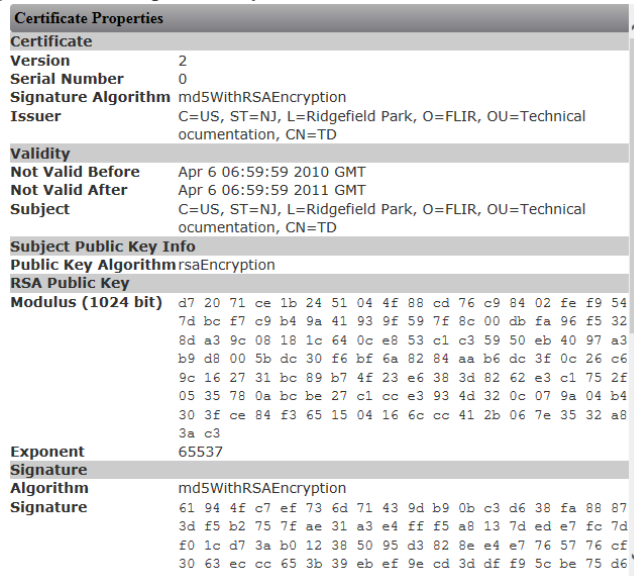 Certificate Properties
Certificate
Version 2
Serial Number 0
Signature Algorithm md5WithRSAEncryption
Issuer C=US, ST=NJ, L=Ridgefield Park, O=FLIR, OU=Technical
ocumentation, CN=TD
Validity
Not Valid Before Apr 6 06:59:59 2010 GMT
Not Valid After Apr 6 06:59:59 2011 GMT
Subject C=US, ST=NJ, L=Ridgefield Park, O=FLIR, OU=Technical
ocumentation, CN=TD
Subject Public Key Info
Public Key Algorithm rsaEncryption
RSA Public Key
Modulus (1024 bit) d7 20 71 ce 1b 24 51 04 4f 88 cd 76 c9 84 02 fe f9 54
7d bc f7 c9 b4 9a 41 93 9f 59 7f 8c 00 db fa 96 f5 32
8d a3 9c 08 18 1c 64 0c e8 53 c1 c3 59 50 eb 40 97 a3
b9 d8 00 5b dc 30 f6 bf 6a 82 84 aa b6 dc 3f 0c 26 c6
9c 16 27 31 bc 89 b7 4f 23 e6 38 3d 82 62 e3 c1 75 2f
05 35 78 0a bc be 27 c1 cc e3 93 4d 32 0c 07 9a 04 b4
30 3f ce 84 f3 65 15 04 16 6c cc 41 2b 06 7e 35 32 a8
3a c3
Exponent 65537
Signature
Algorithm md5WithRSAEncryption
Signature 61 94 4f c7 ef 73 6d 71 43 9d b9 0b c3 d6 38 fa 88 87
3d f5 b2 75 7f ae 31 a3 e4 ff f5 a8 13 7d ed e7 fc 7d
f0 1c d7 3a b0 12 38 50 95 d3 82 8e e4 e7 76 57 76 cf
30 63 ec cc 65 3b 39 eb ef 9e cd 3d df f9 5c be 75 d6